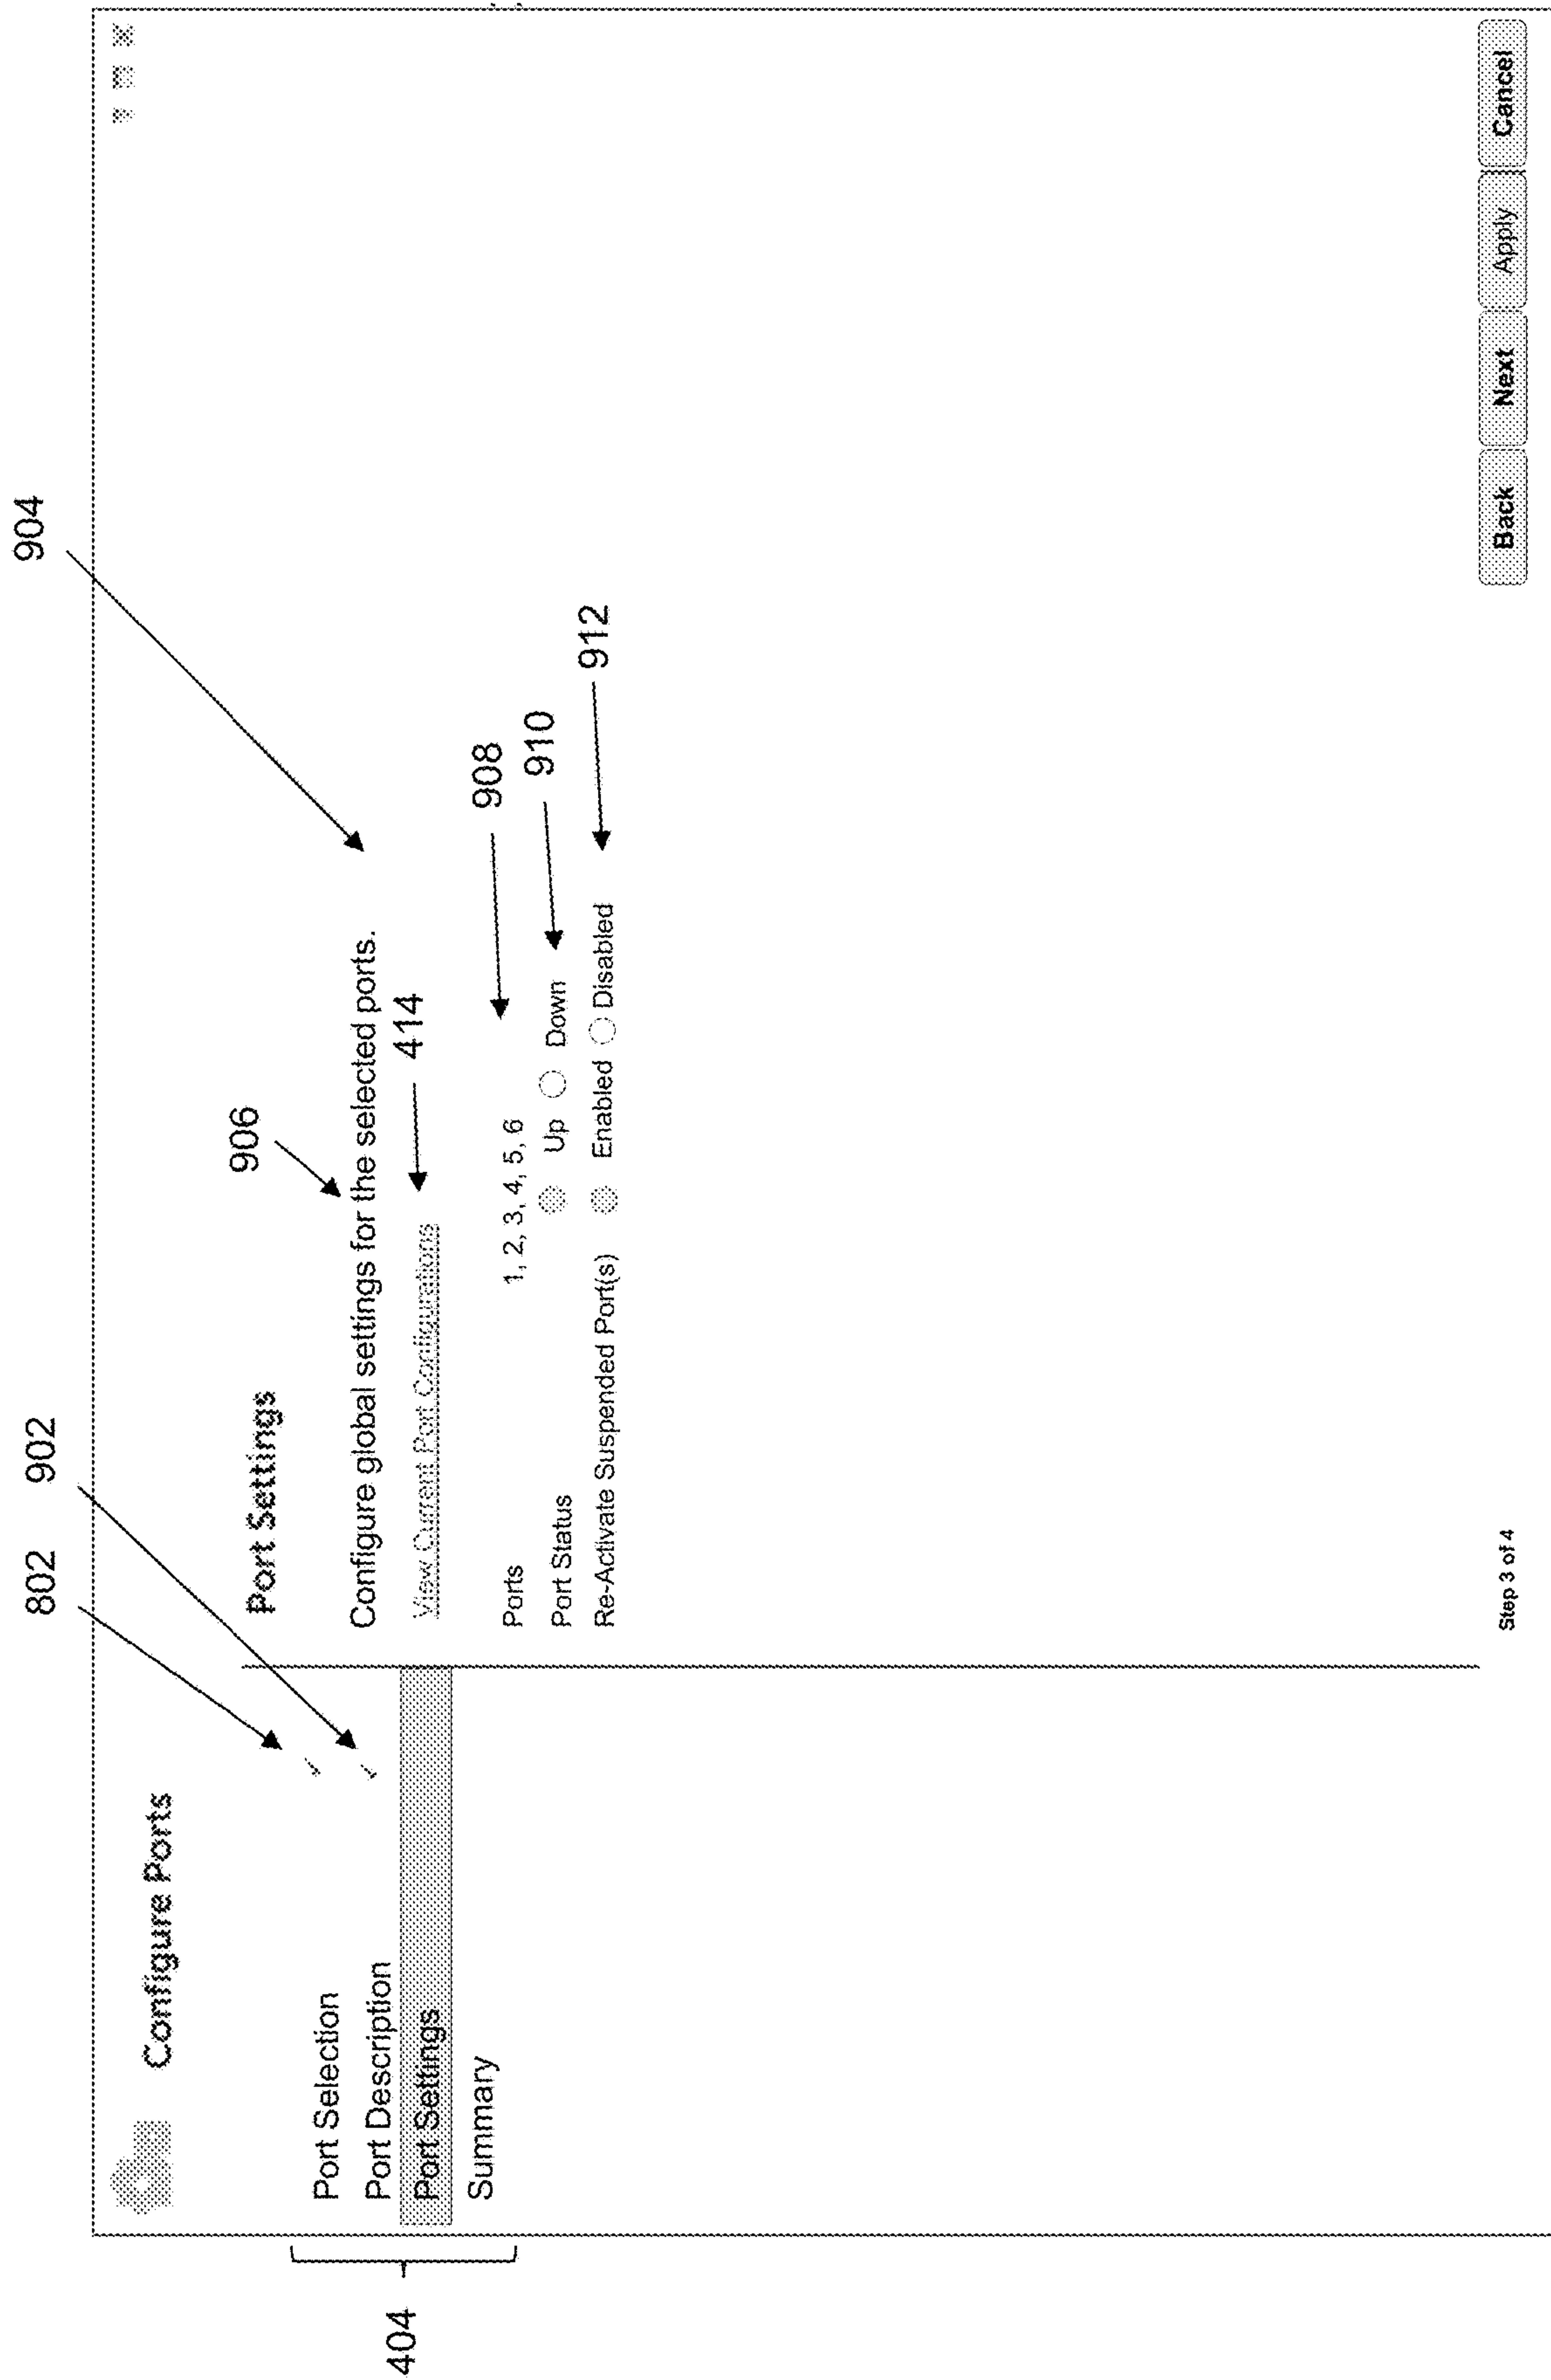 802
902
904
Configure Ports
404
Port Selection
Port Description
Port Settings
Summary
Port Settings
906
Configure global settings for the selected ports.
View Current Port Configurations
414
Ports 1, 2, 3, 4, 5, 6
908
Port Status Up Down
910
Re-Activate Suspended Port(s) Enabled Disabled
912
Step 3 of 4
Back Next Apply Cancel